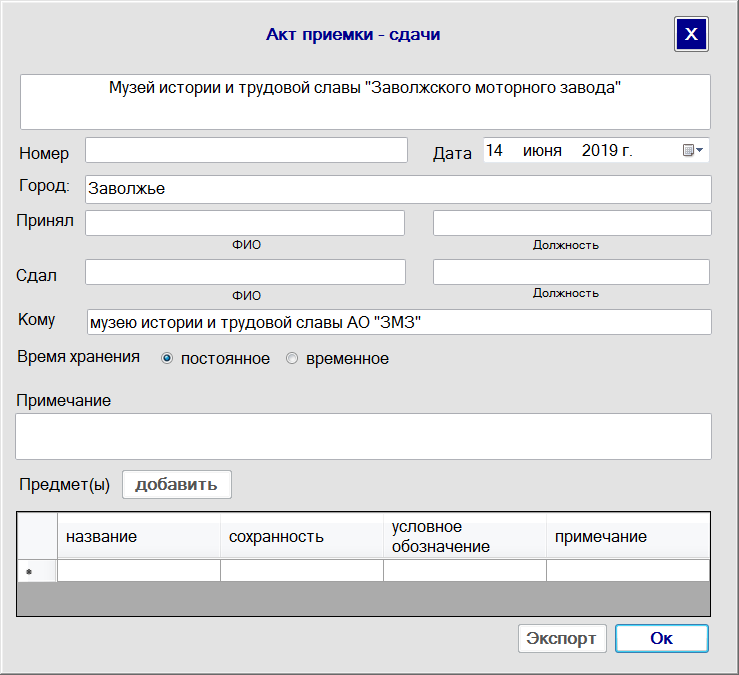 Акт приемки - сдачи
X
Музей истории и трудовой славы "Заволжского моторного завода"
Номер
Дата 14 июня 2019 г.
Город: Заволжье
Принял
ФИО Должность
Сдал
ФИО Должность
Кому музею истории и трудовой славы АО "ЗМЗ"
Время хранения постоянное временное
Примечание
Предмет(ы) добавить
название сохранность условное обозначение примечание
*
Экспорт Ок